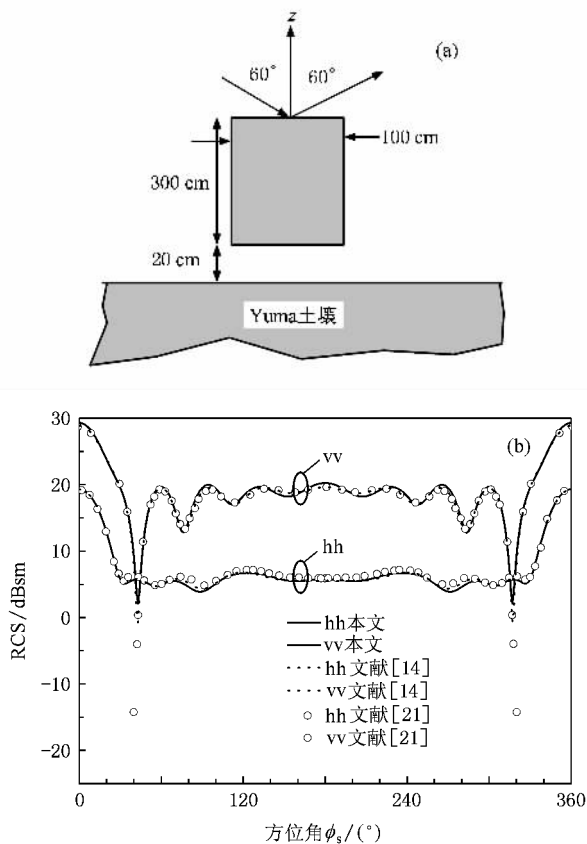 z
(a)
60°
60°
100 cm
300 cm
20 cm
Yuma土壤
30
(b)
vv
20
10
hh
RCS/dBsm
0
hh本文
vv本文
-10
hh文献[14]
vv文献[14]
hh文献[21]
-20
vv文献[21]
0
120
240
360
方位角ϕs/(°)